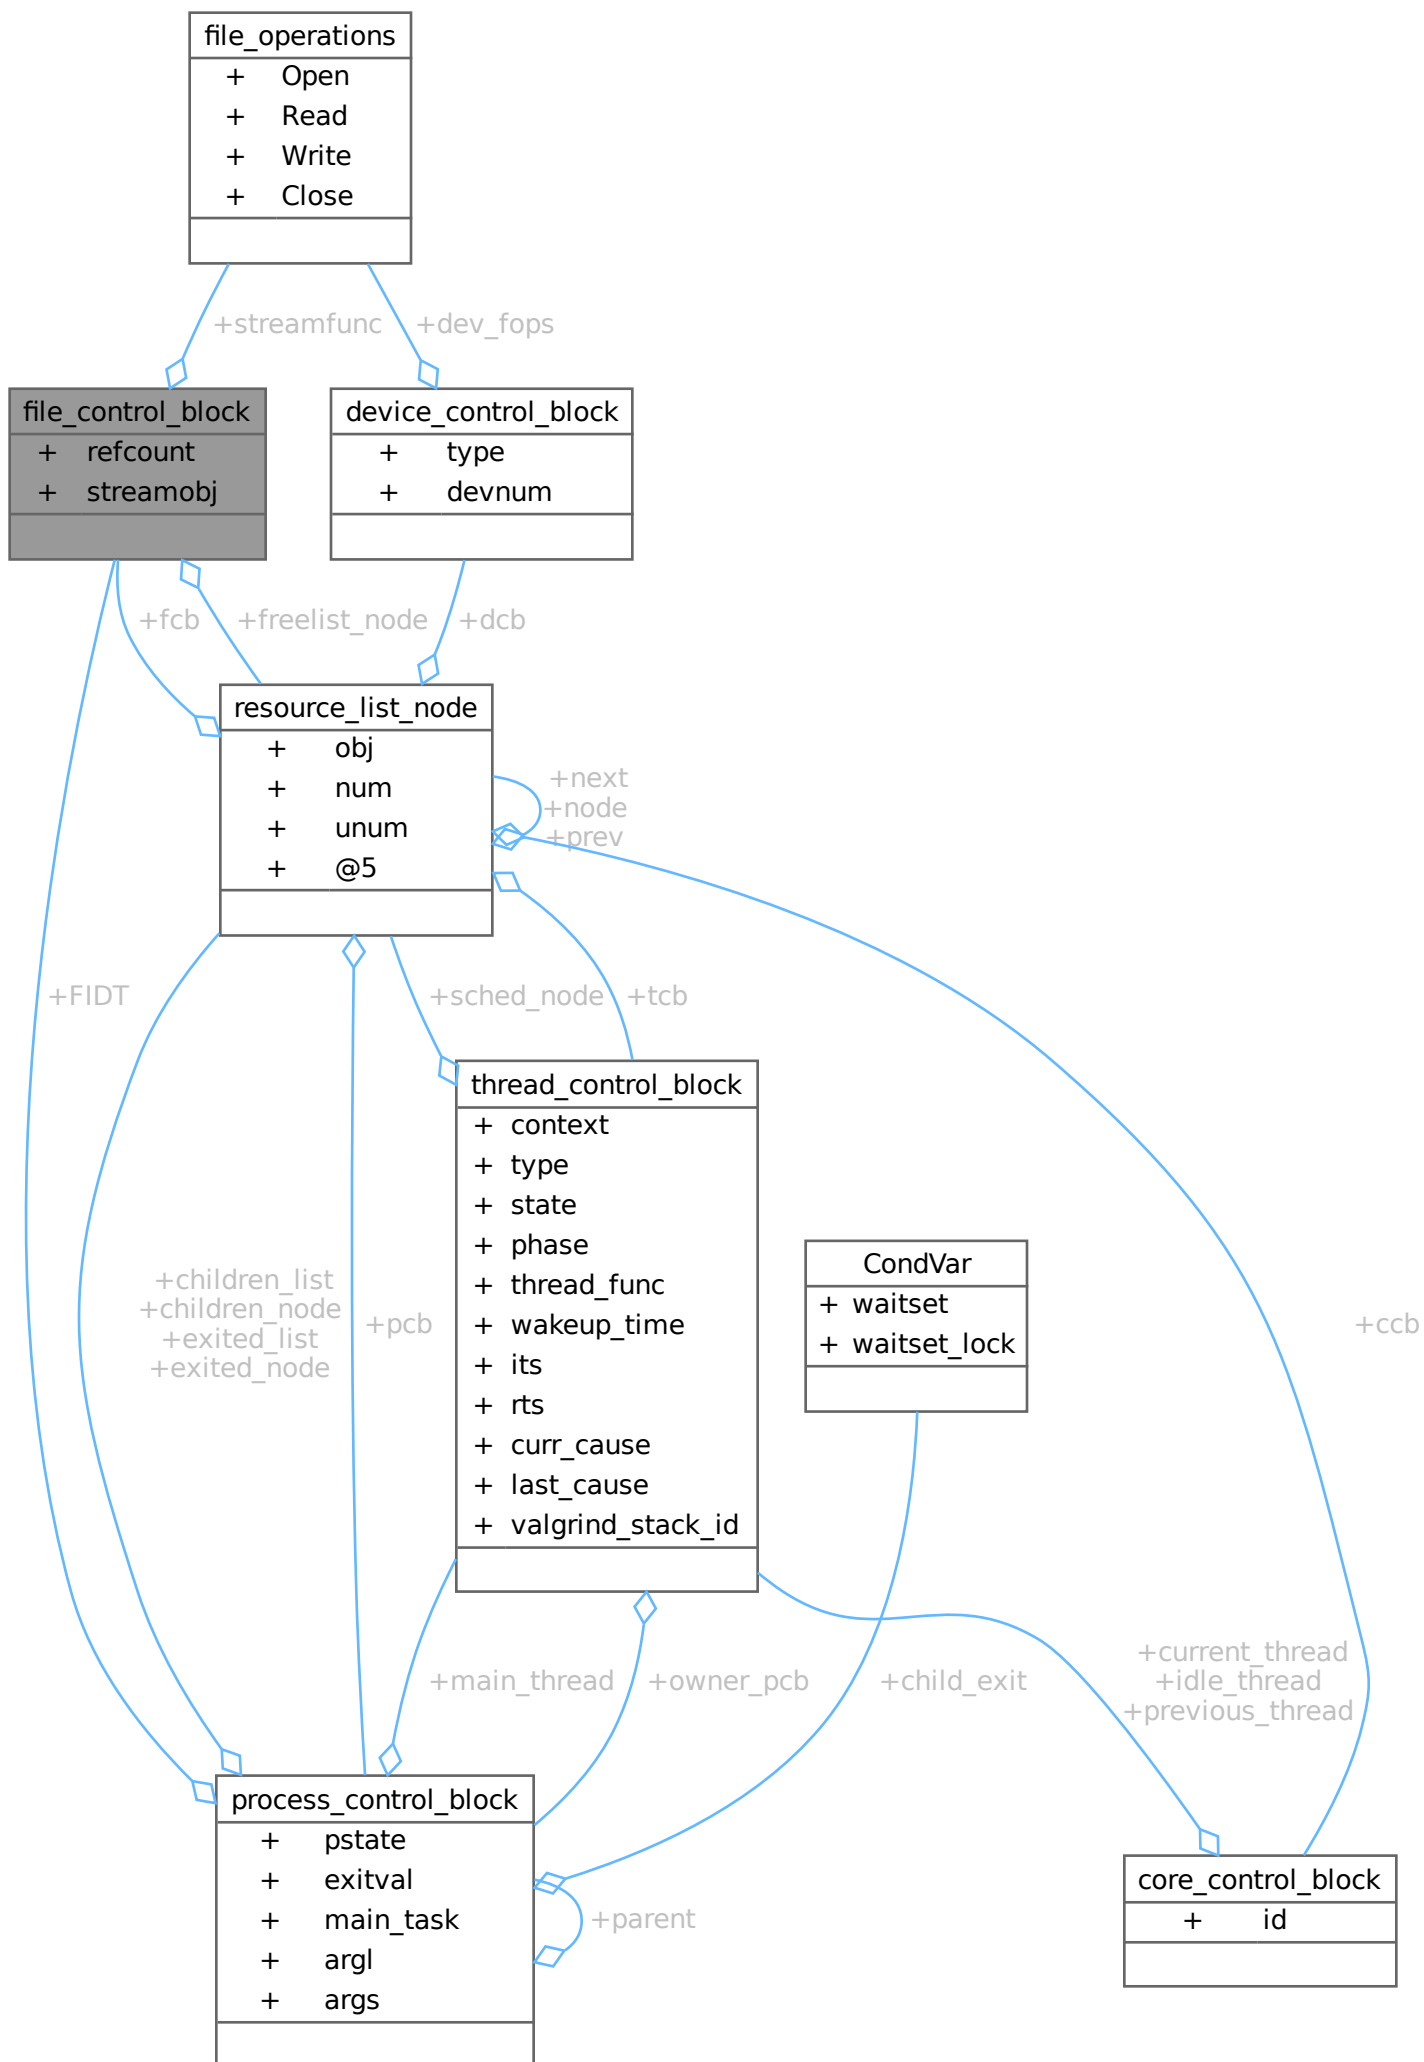 file_operations
+ Open
+ Read
+ Write
+ Close
+streamfunc
+dev_fops
file_control_block
+ refcount
+ streamobj
device_control_block
+ type
+ devnum
+fcb
+freelist_node
+dcb
resource_list_node
+ obj
+ num
+ unum
+ @5
+next
+node
+prev
+FIDT
+sched_node
+tcb
thread_control_block
+ context
+ type
+ state
+ phase
+ thread_func
+ wakeup_time
+ its
+ rts
+ curr_cause
+ last_cause
+ valgrind_stack_id
+children_list
+children_node
+exited_list
+exited_node
+pcb
CondVar
+ waitset
+ waitset_lock
+ccb
+main_thread
+owner_pcb
+child_exit
+current_thread
+idle_thread
+previous_thread
process_control_block
+ pstate
+ exitval
+ main_task
+ argl
+ args
+parent
core_control_block
+ id